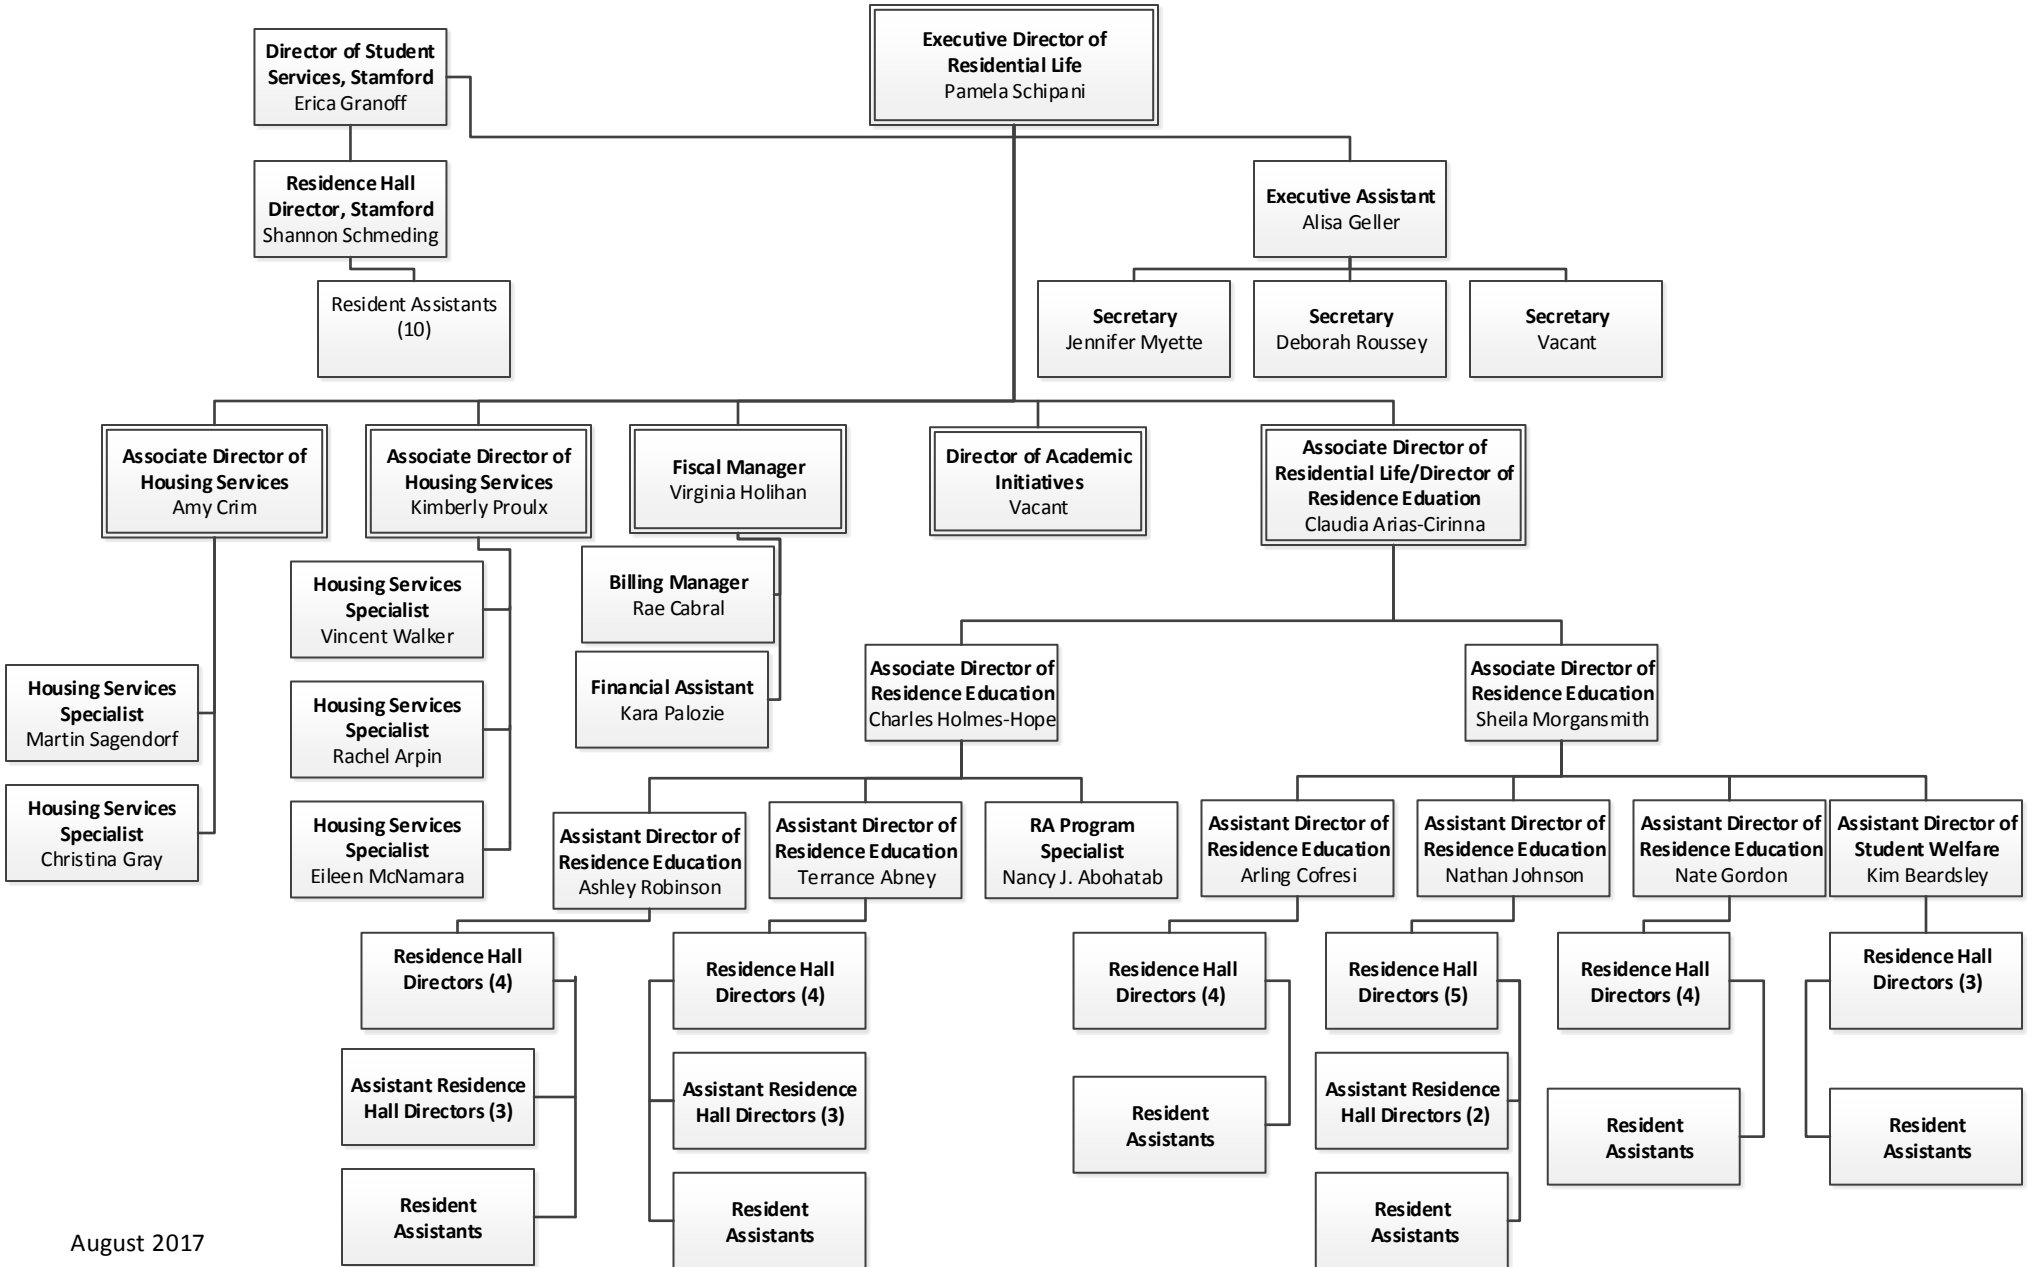 Director of Student
Services, Stamford
Erica Granoff
Executive Director of
Residential Life
Pamela Schipani
Residence Hall
Director, Stamford
Shannon Schmeding
Executive Assistant
Alisa Geller
Resident Assistants
(10)
Secretary
Jennifer Myette
Secretary
Deborah Roussey
Secretary
Vacant
Associate Director of
Housing Services
Amy Crim
Associate Director of
Housing Services
Kimberly Proulx
Fiscal Manager
Virginia Holihan
Director of Academic
Initiatives
Vacant
Associate Director of
Residential Life/Director of
Residence Eduation
Claudia Arias-Cirinna
Housing Services
Specialist
Vincent Walker
Billing Manager
Rae Cabral
Housing Services
Specialist
Martin Sagendorf
Housing Services
Specialist
Rachel Arpin
Financial Assistant
Kara Palozie
Associate Director of
Residence Education
Charles Holmes-Hope
Associate Director of
Residence Education
Sheila Morgansmith
Housing Services
Specialist
Christina Gray
Housing Services
Specialist
Eileen McNamara
Assistant Director of
Residence Education
Ashley Robinson
Assistant Director of
Residence Education
Terrance Abney
RA Program
Specialist
Nancy J. Abohatab
Assistant Director of
Residence Education
Arling Cofresi
Assistant Director of
Residence Education
Nathan Johnson
Assistant Director of
Residence Education
Nate Gordon
Assistant Director of
Student Welfare
Kim Beardsley
Residence Hall
Directors (4)
Residence Hall
Directors (4)
Residence Hall
Directors (4)
Residence Hall
Directors (5)
Residence Hall
Directors (4)
Residence Hall
Directors (3)
Assistant Residence
Hall Directors (3)
Assistant Residence
Hall Directors (3)
Resident
Assistants
Assistant Residence
Hall Directors (2)
Resident
Assistants
Resident
Assistants
Resident
Assistants
Resident
Assistants
Resident
Assistants
August 2017